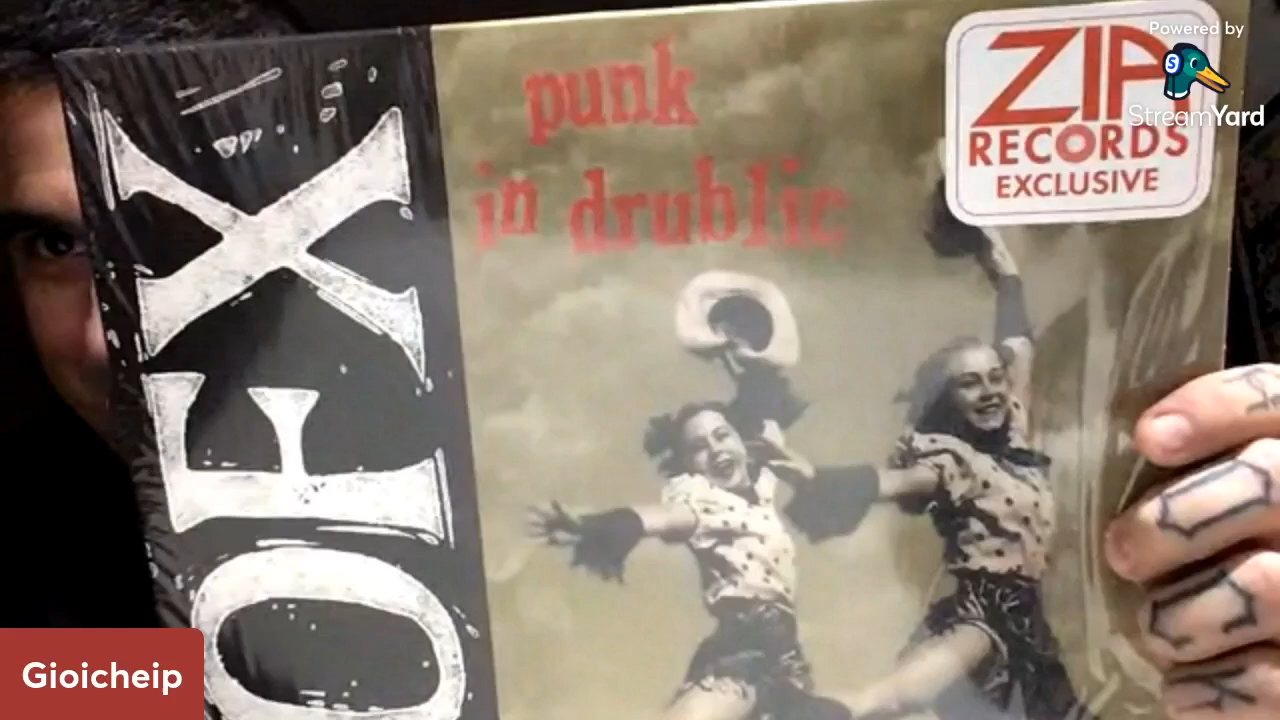 Powered by
StreamYard
ZIA
RECORDS
EXCLUSIVE
punk
in drublic
OFX
Gioicheip